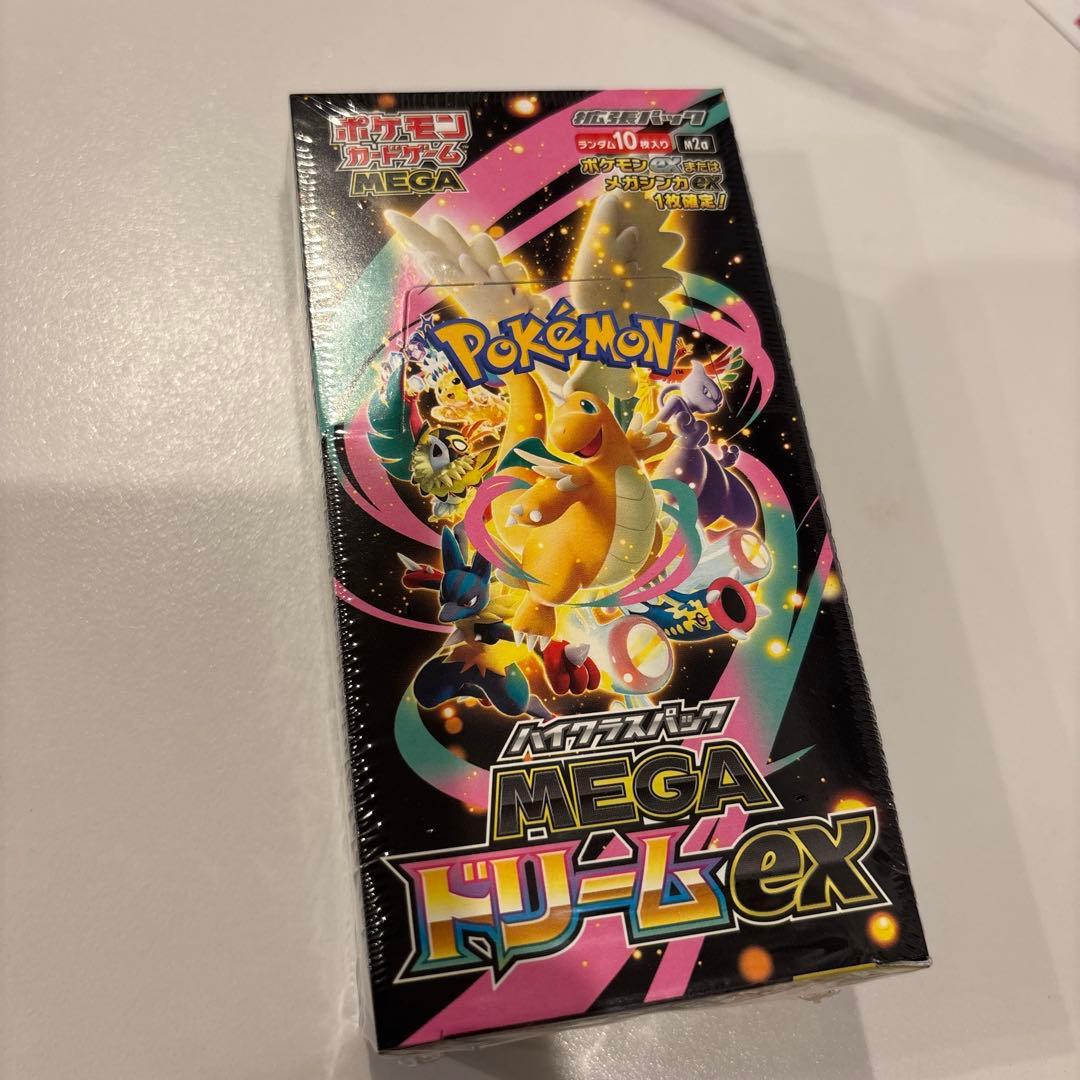 ポケモン
カードゲーム
MEGA
拡張パック
ランダム10枚入り M2a
ポケモンexまたは
メガシンカex
1枚確定!
Pokémon
TM
ハイクラスパック
MEGA
ドリームex